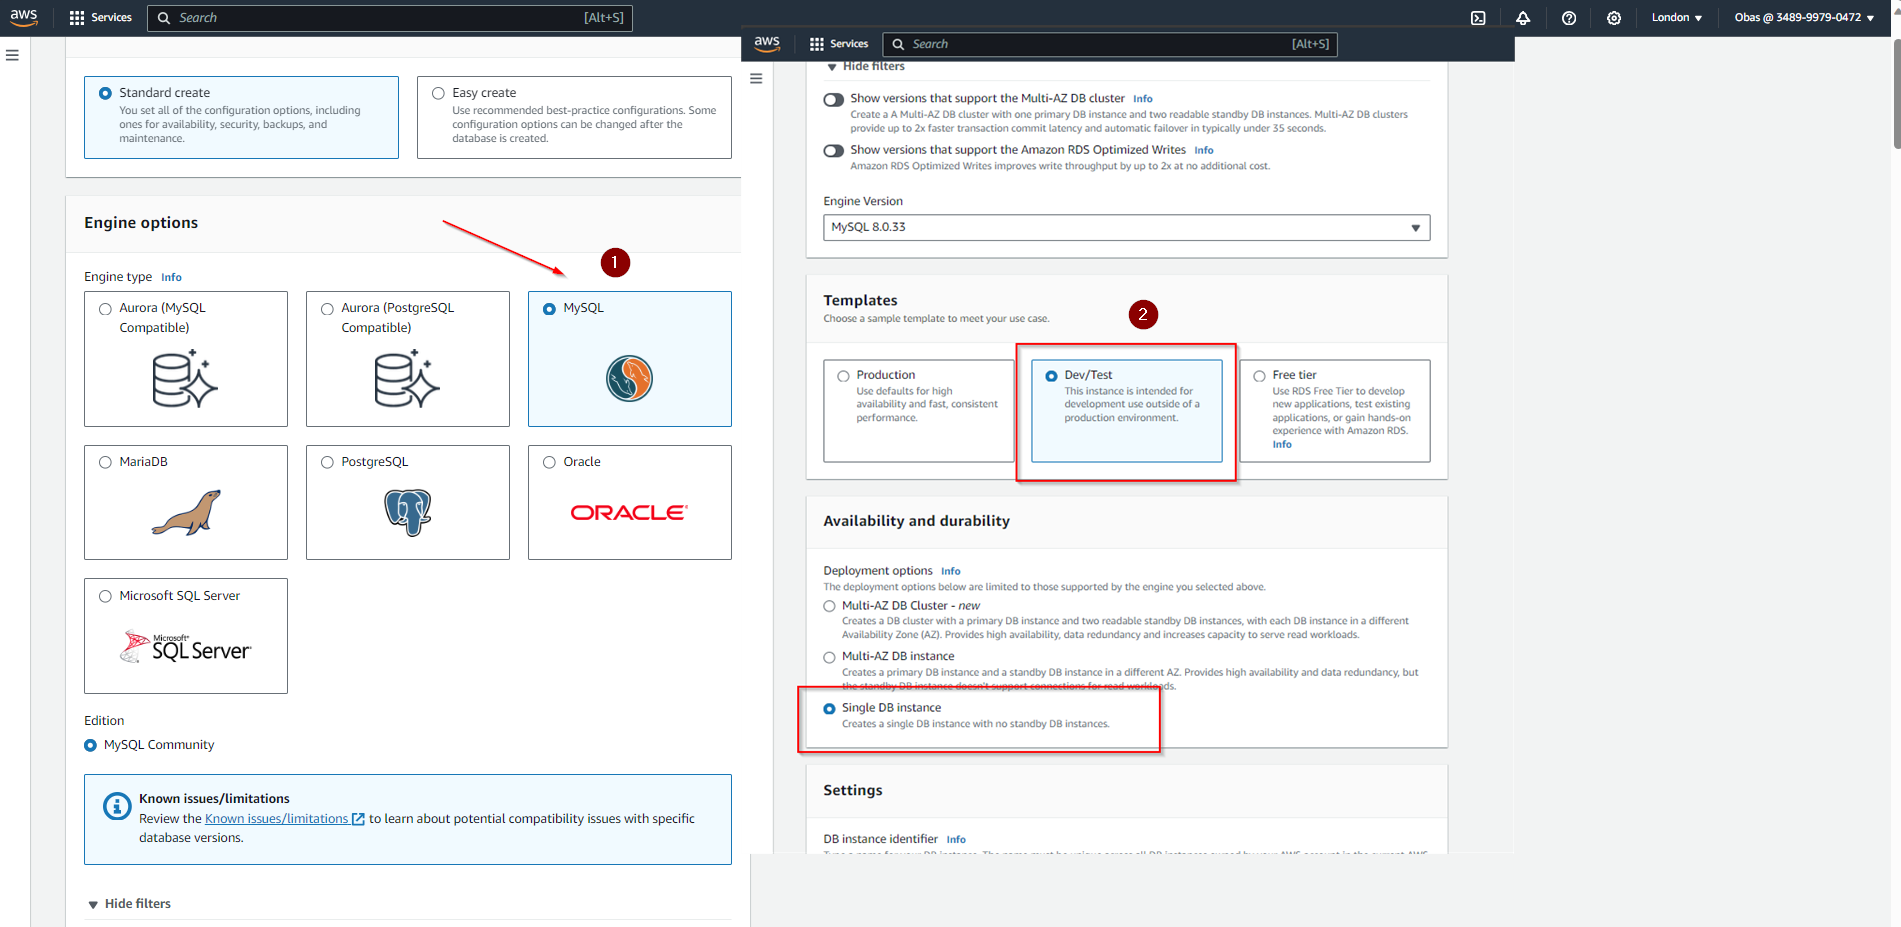 aws
Services
Search
[Alt+S]
London
Obas @ 3489-9979-0472
Standard create
You set all of the configuration options, including
ones for availability, security, backups, and
maintenance.
Easy create
Use recommended best-practice configurations. Some
configuration options can be changed after the
database is created.
Engine options
1
Engine type Info
Aurora (MySQL
Compatible)
Aurora (PostgreSQL
Compatible)
MySQL
MariaDB
PostgreSQL
Oracle
ORACLE
Microsoft SQL Server
Microsoft
SQL Server
Edition
MySQL Community
Known issues/limitations
Review the Known issues/limitations to learn about potential compatibility issues with specific
database versions.
Hide filters
aws
Services
Search
[Alt+S]
Hide filters
Show versions that support the Multi-AZ DB cluster Info
Create a A Multi-AZ DB cluster with one primary DB instance and two readable standby DB instances. Multi-AZ DB clusters
provide up to 2x faster transaction commit latency and automatic failover in typically under 35 seconds.
Show versions that support the Amazon RDS Optimized Writes Info
Amazon RDS Optimized Writes improves write throughput by up to 2x at no additional cost.
Engine Version
MySQL 8.0.33
Templates
Choose a sample template to meet your use case.
2
Production
Use defaults for high
availability and fast, consistent
performance.
Dev/Test
This instance is intended for
development use outside of a
production environment.
Free tier
Use RDS Free Tier to develop
new applications, test existing
applications, or gain hands-on
experience with Amazon RDS.
Info
Availability and durability
Deployment options Info
The deployment options below are limited to those supported by the engine you selected above.
Multi-AZ DB Cluster - new
Creates a DB cluster with a primary DB instance and two readable standby DB instances, with each DB instance in a different
Availability Zone (AZ). Provides high availability, data redundancy and increases capacity to serve read workloads.
Multi-AZ DB instance
Creates a primary DB instance and a standby DB instance in a different AZ. Provides high availability and data redundancy, but
the standby DB instance doesn't support connections for read workloads.
Single DB instance
Creates a single DB instance with no standby DB instances.
Settings
DB instance identifier Info